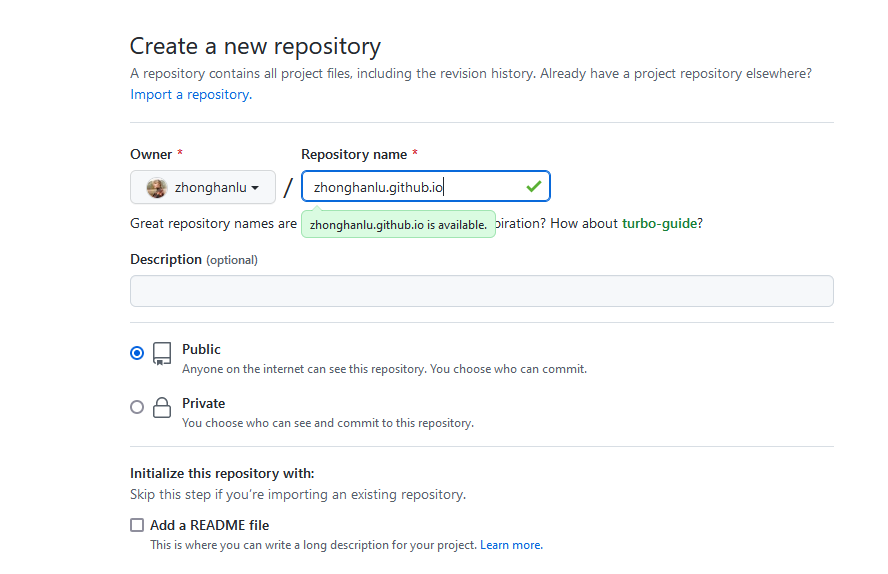 Create a new repository
A repository contains all project files, including the revision history. Already have a project repository elsewhere?
Import a repository.
Owner *
Repository name *
zhonghanlu
/
zhonghanlu.github.io
Great repository names are
zhonghanlu.github.io is available.
? How about turbo-guide?
Description (optional)
Public
Anyone on the internet can see this repository. You choose who can commit.
Private
You choose who can see and commit to this repository.
Initialize this repository with:
Skip this step if you're importing an existing repository.
Add a README file
This is where you can write a long description for your project. Learn more.